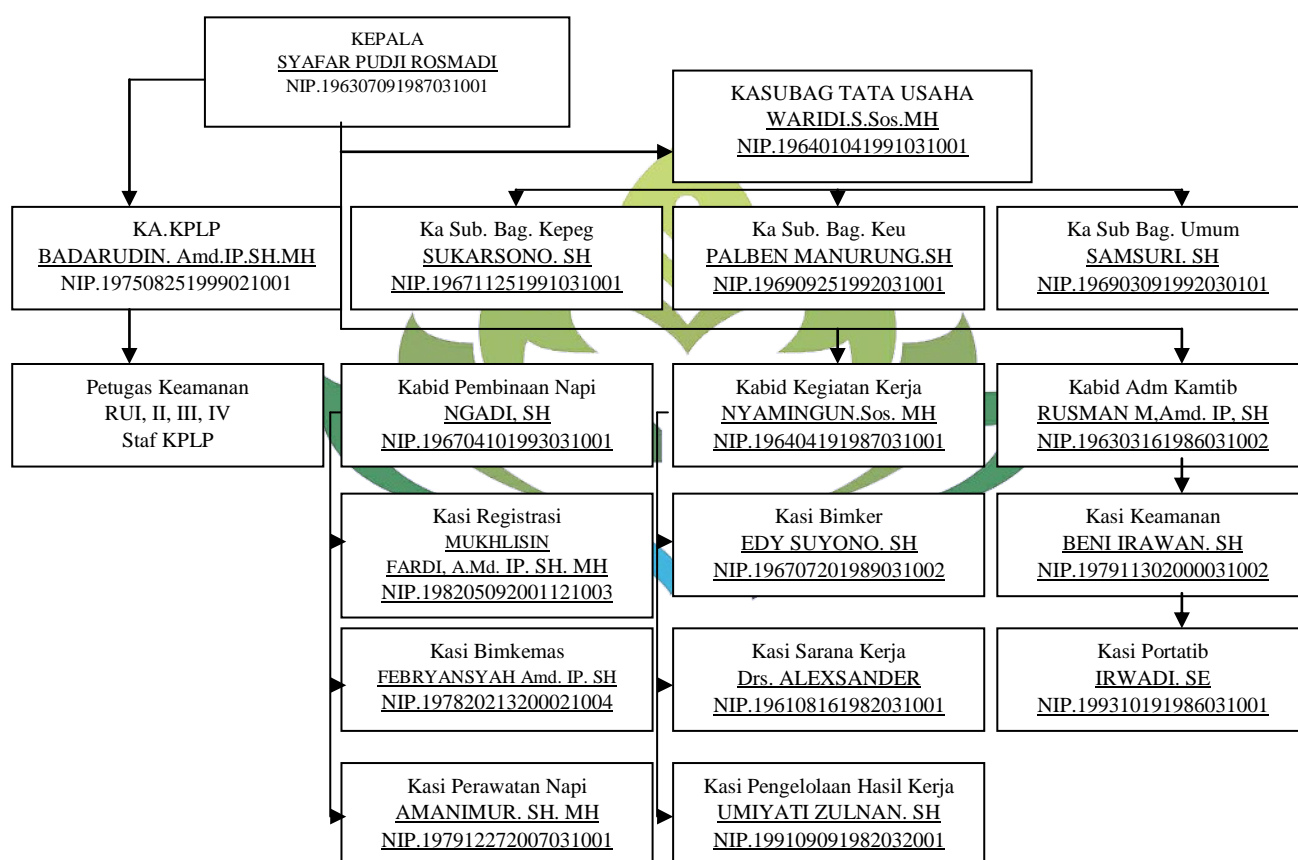 KEPALA
SYAFAR PUDJI ROSMADI
NIP.196307091987031001
KASUBAG TATA USAHA
WARIDI.S.Sos.MH
NIP.196401041991031001
KA.KPLP
BADARUDIN. Amd.IP.SH.MH
NIP.197508251999021001
Ka Sub. Bag. Kepeg
SUKARSONO. SH
NIP.196711251991031001
Ka Sub. Bag. Keu
PALBEN MANURUNG.SH
NIP.196909251992031001
Ka Sub Bag. Umum
SAMSURI. SH
NIP.196903091992030101
Petugas Keamanan
RUI, II, III, IV
Staf KPLP
Kabid Pembinaan Napi
NGADI, SH
NIP.196704101993031001
Kabid Kegiatan Kerja
NYAMINGUN.Sos. MH
NIP.196404191987031001
Kabid Adm Kamtib
RUSMAN M,Amd. IP, SH
NIP.196303161986031002
Kasi Registrasi
MUKHLISIN
FARDI, A.Md. IP. SH. MH
NIP.198205092001121003
Kasi Bimker
EDY SUYONO. SH
NIP.196707201989031002
Kasi Keamanan
BENI IRAWAN. SH
NIP.197911302000031002
Kasi Bimkemas
FEBRYANSYAH Amd. IP. SH
NIP.197820213200021004
Kasi Sarana Kerja
Drs. ALEXSANDER
NIP.196108161982031001
Kasi Portatib
IRWADI. SE
NIP.199310191986031001
Kasi Perawatan Napi
AMANIMUR. SH. MH
NIP.197912272007031001
Kasi Pengelolaan Hasil Kerja
UMIYATI ZULNAN. SH
NIP.199109091982032001